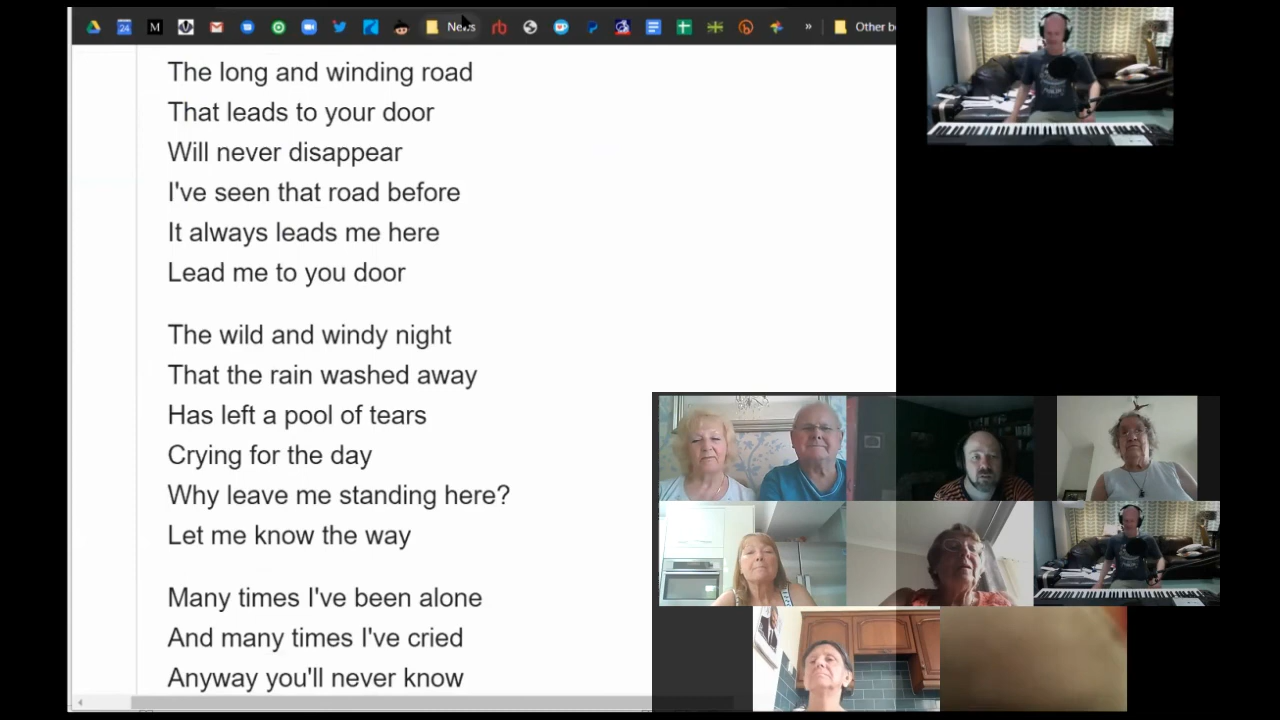 24
M
News
rb
»
Other b
The long and winding road
That leads to your door
Will never disappear
I've seen that road before
It always leads me here
Lead me to you door
The wild and windy night
That the rain washed away
Has left a pool of tears
Crying for the day
Why leave me standing here?
Let me know the way
Many times I've been alone
And many times I've cried
Anyway you'll never know